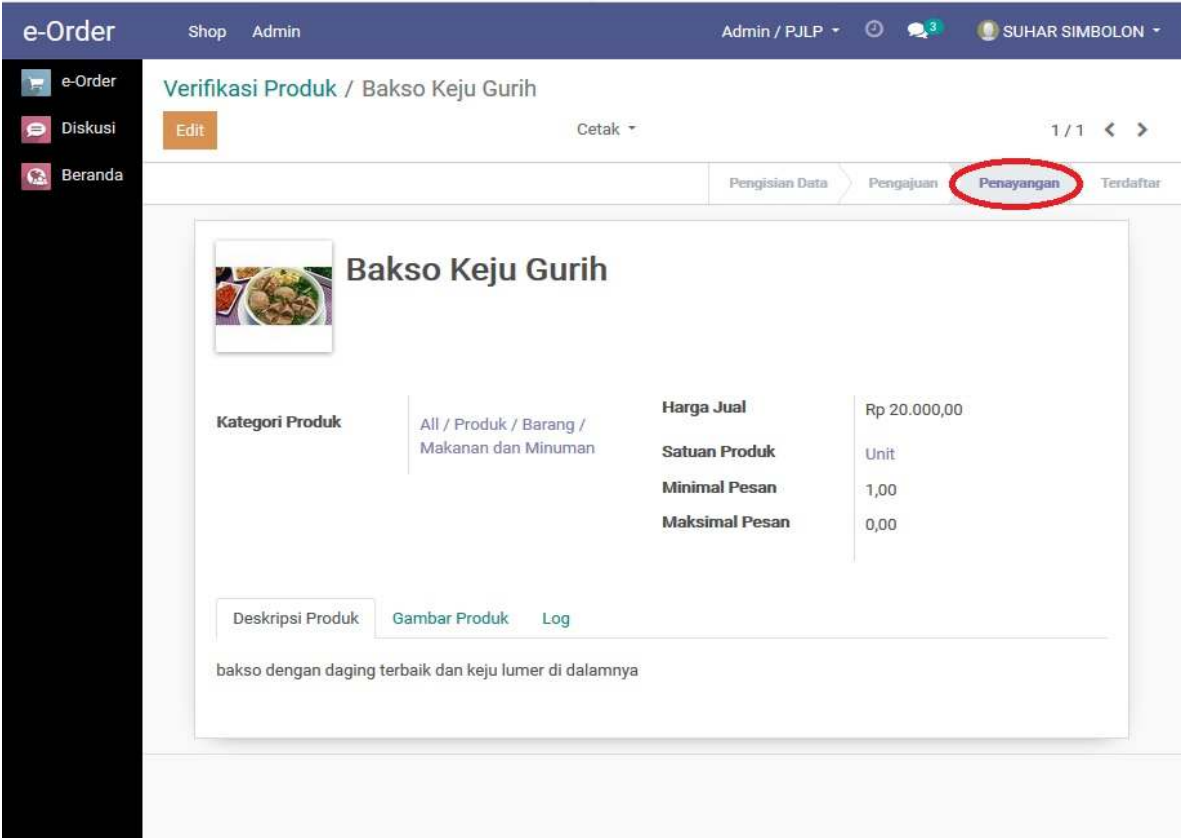 e-Order Shop Admin Admin / PJLP 3 SUHAR SIMBOLON
e-Order
Diskusi
Beranda
Verifikasi Produk / Bakso Keju Gurih
Edit Cetak 1 / 1
Pengisian Data Pengajuan Penayangan Terdaftar
Bakso Keju Gurih
Kategori Produk All / Produk / Barang /
Makanan dan Minuman
Harga Jual Rp 20.000,00
Satuan Produk Unit
Minimal Pesan 1,00
Maksimal Pesan 0,00
Deskripsi Produk Gambar Produk Log
bakso dengan daging terbaik dan keju lumer di dalamnya